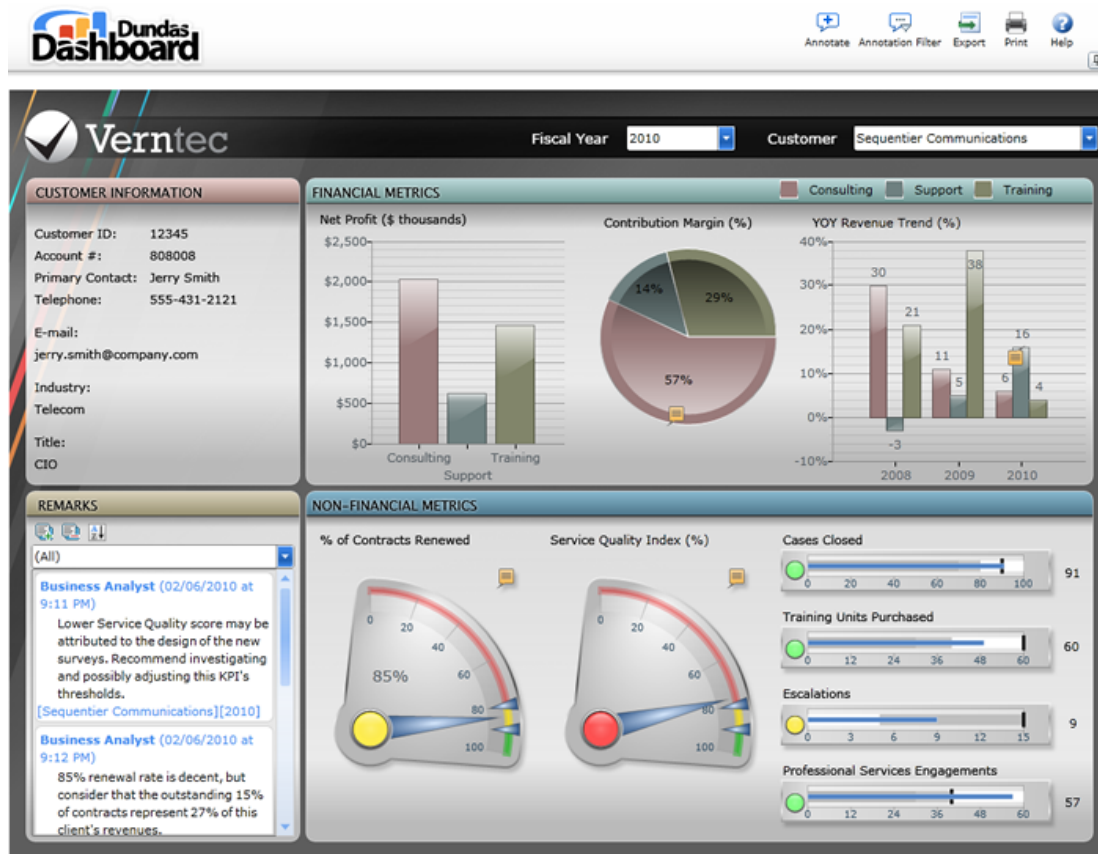 Dundas
Dashboard
Annotate Annotation Filter Export Print Help
Verntec
Fiscal Year 2010 Customer Sequentier Communications
CUSTOMER INFORMATION
Customer ID: 12345
Account #: 808008
Primary Contact: Jerry Smith
Telephone: 555-431-2121
E-mail:
jerry.smith@company.com
Industry:
Telecom
Title:
CIO
FINANCIAL METRICS
Consulting Support Training
Net Profit ($ thousands)
$2,500
$2,000
$1,500
$1,000
$500
$0
Consulting Training
Support
Contribution Margin (%)
14% 29%
57%
YOY Revenue Trend (%)
40%
30%
20%
10%
0%
-10%
30 -3 21
11 5 38
6 16 4
2008 2009 2010
REMARKS
(All)
Business Analyst (02/06/2010 at
9:11 PM)
Lower Service Quality score may be
attributed to the design of the new
surveys. Recommend investigating
and possibly adjusting this KPI's
thresholds.
[Sequentier Communications][2010]
Business Analyst (02/06/2010 at
9:12 PM)
85% renewal rate is decent, but
consider that the outstanding 15%
of contracts represent 27% of this
client's revenues.
NON-FINANCIAL METRICS
% of Contracts Renewed
0 20 40 60 80 100
85%
Service Quality Index (%)
0 20 40 60 80 100
Cases Closed
0 20 40 60 80 100
91
Training Units Purchased
0 12 24 36 48 60
60
Escalations
0 3 6 9 12 15
9
Professional Services Engagements
0 12 24 36 48 60
57